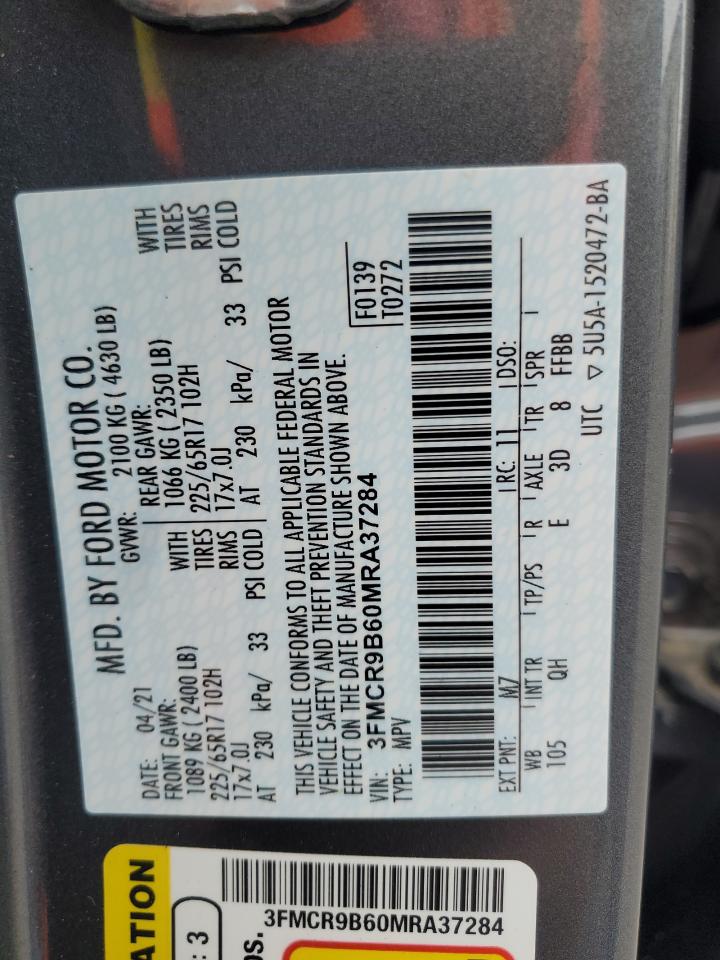 MFD. BY FORD MOTOR CO.
DATE: 04/21 GVWR: 2100 KG ( 4630 LB)
FRONT GAWR: REAR GAWR:
1089 KG ( 2400 LB) WITH 1066 KG ( 2350 LB) WITH
225/65R17 102H TIRES 225/65R17 102H TIRES
17x7.0J RIMS 17x7.0J RIMS
AT 230 kPa/ 33 PSI COLD AT 230 kPa/ 33 PSI COLD
THIS VEHICLE CONFORMS TO ALL APPLICABLE FEDERAL MOTOR
VEHICLE SAFETY AND THEFT PREVENTION STANDARDS IN
EFFECT ON THE DATE OF MANUFACTURE SHOWN ABOVE.
VIN: 3FMCR9B60MRA37284
TYPE: MPV
F0139
T0272
EXT PNT: M7 RC: 11 DSO:
WB INT TR TP/PS R AXLE TR SPR
105 QH E 3D 8 FFBB
UTC ▽ 5U5A-1520472-BA
ATION
: 3
os.
3FMCR9B60MRA37284